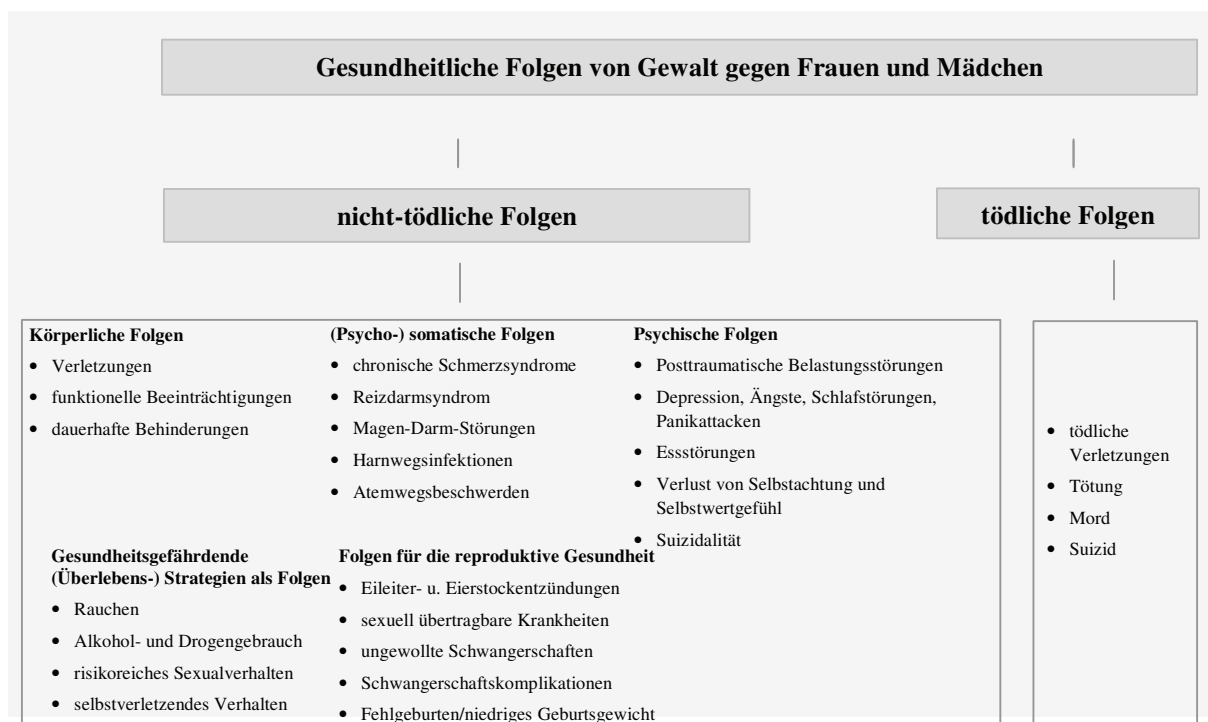 Gesundheitliche Folgen von Gewalt gegen Frauen und Mädchen
nicht-tödliche Folgen
tödliche Folgen
Körperliche Folgen
• Verletzungen
• funktionelle Beeinträchtigungen
• dauerhafte Behinderungen
(Psycho-) somatische Folgen
• chronische Schmerzsyndrome
• Reizdarmsyndrom
• Magen-Darm-Störungen
• Harnwegsinfektionen
• Atemwegsbeschwerden
Psychische Folgen
• Posttraumatische Belastungsstörungen
• Depression, Ängste, Schlafstörungen,
Panikattacken
• Essstörungen
• Verlust von Selbstachtung und
Selbstwertgefühl
• Suizidalität
Gesundheitsgefährdende
(Überlebens-) Strategien als Folgen
• Rauchen
• Alkohol- und Drogengebrauch
• risikoreiches Sexualverhalten
• selbstverletzendes Verhalten
Folgen für die reproduktive Gesundheit
• Eileiter- u. Eierstockentzündungen
• sexuell übertragbare Krankheiten
• ungewollte Schwangerschaften
• Schwangerschaftskomplikationen
• Fehlgeburten/niedriges Geburtsgewicht
• tödliche
Verletzungen
• Tötung
• Mord
• Suizid